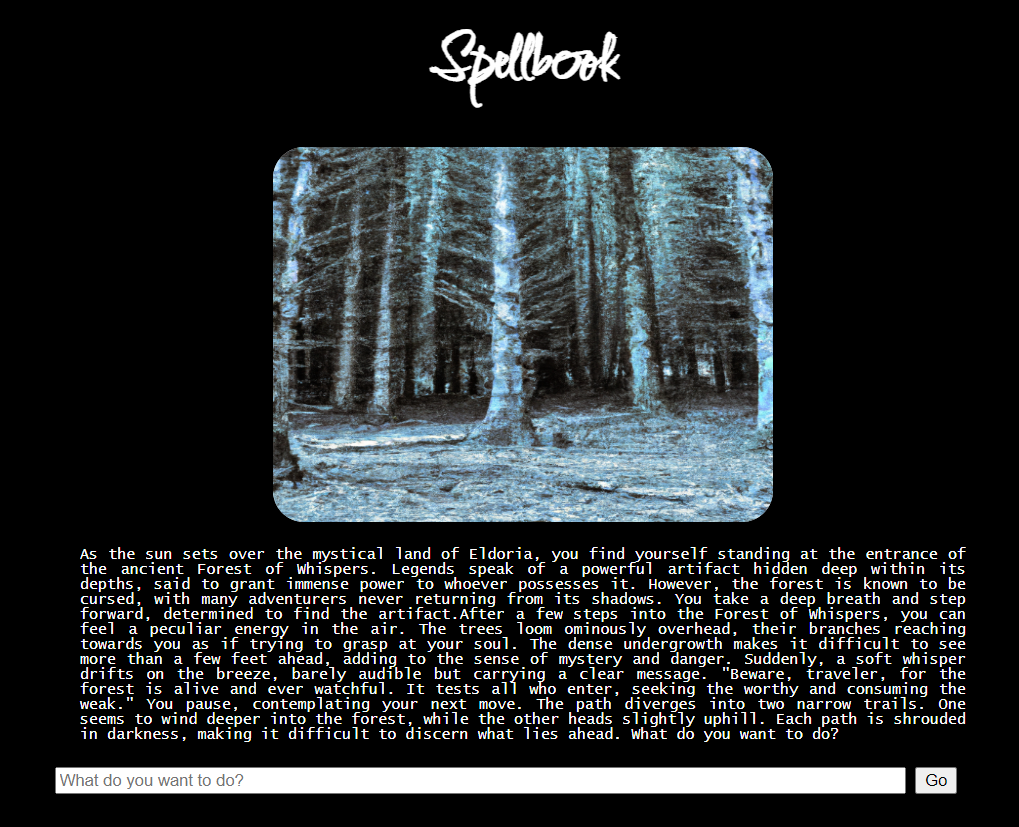 Spellbook
As the sun sets over the mystical land of Eldoria, you find yourself standing at the entrance of
the ancient Forest of Whispers. Legends speak of a powerful artifact hidden deep within its
depths, said to grant immense power to whoever possesses it. However, the forest is known to be
cursed, with many adventurers never returning from its shadows. You take a deep breath and step
forward, determined to find the artifact.After a few steps into the Forest of Whispers, you can
feel a peculiar energy in the air. The trees loom ominously overhead, their branches reaching
towards you as if trying to grasp at your soul. The dense undergrowth makes it difficult to see
more than a few feet ahead, adding to the sense of mystery and danger. Suddenly, a soft whisper
drifts on the breeze, barely audible but carrying a clear message. "Beware, traveler, for the
forest is alive and ever watchful. It tests all who enter, seeking the worthy and consuming the
weak." You pause, contemplating your next move. The path diverges into two narrow trails. One
seems to wind deeper into the forest, while the other heads slightly uphill. Each path is shrouded
in darkness, making it difficult to discern what lies ahead. What do you want to do?
What do you want to do? Go